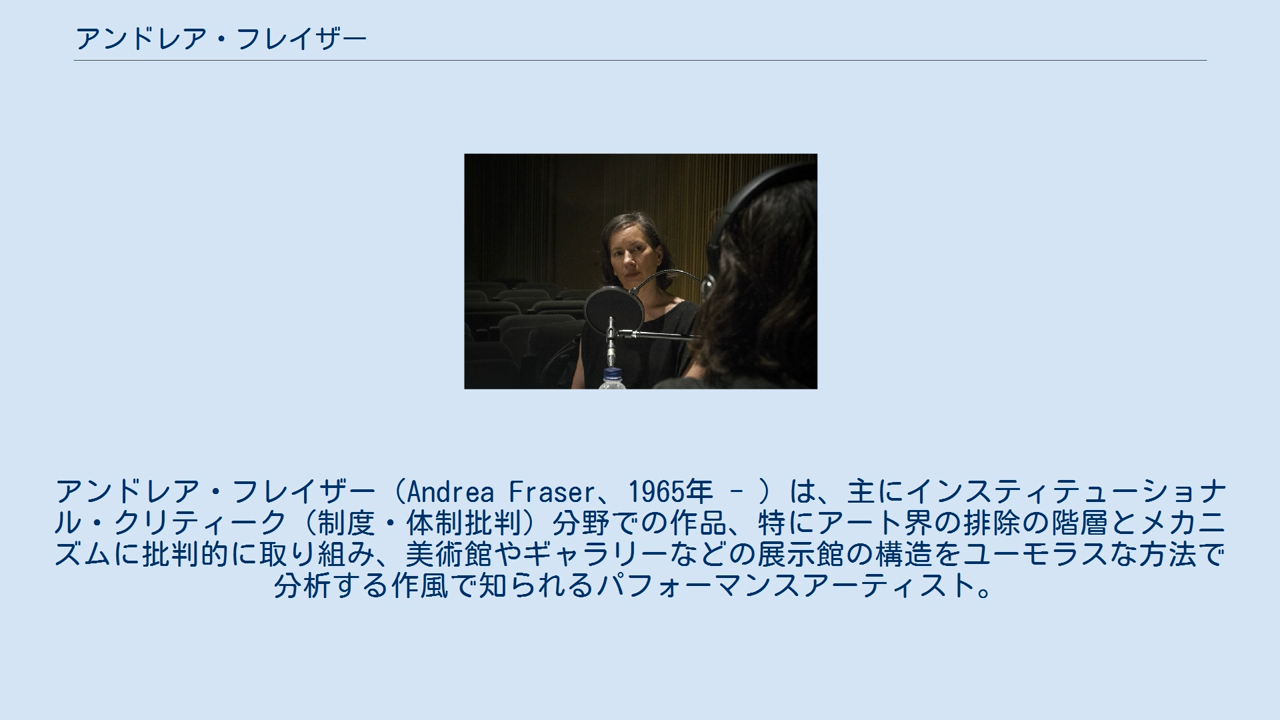 アンドレア・フレイザー
アンドレア・フレイザー（Andrea Fraser、1965年 - ）は、主にインスティテューショナ
ル・クリティーク（制度・体制批判）分野での作品、特にアート界の排除の階層とメカニ
ズムに批判的に取り組み、美術館やギャラリーなどの展示館の構造をユーモラスな方法で
分析する作風で知られるパフォーマンスアーティスト。